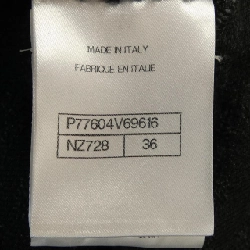 MADE IN ITALY
FABRIQUE EN ITALIE
P77604V69616
NZ728 36